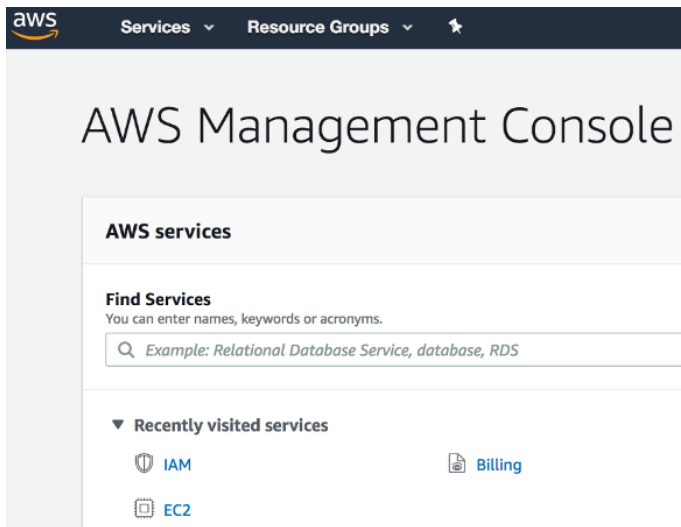 aws Services Resource Groups
AWS Management Console
AWS services
Find Services
You can enter names, keywords or acronyms.
Example: Relational Database Service, database, RDS
Recently visited services
IAM Billing
EC2